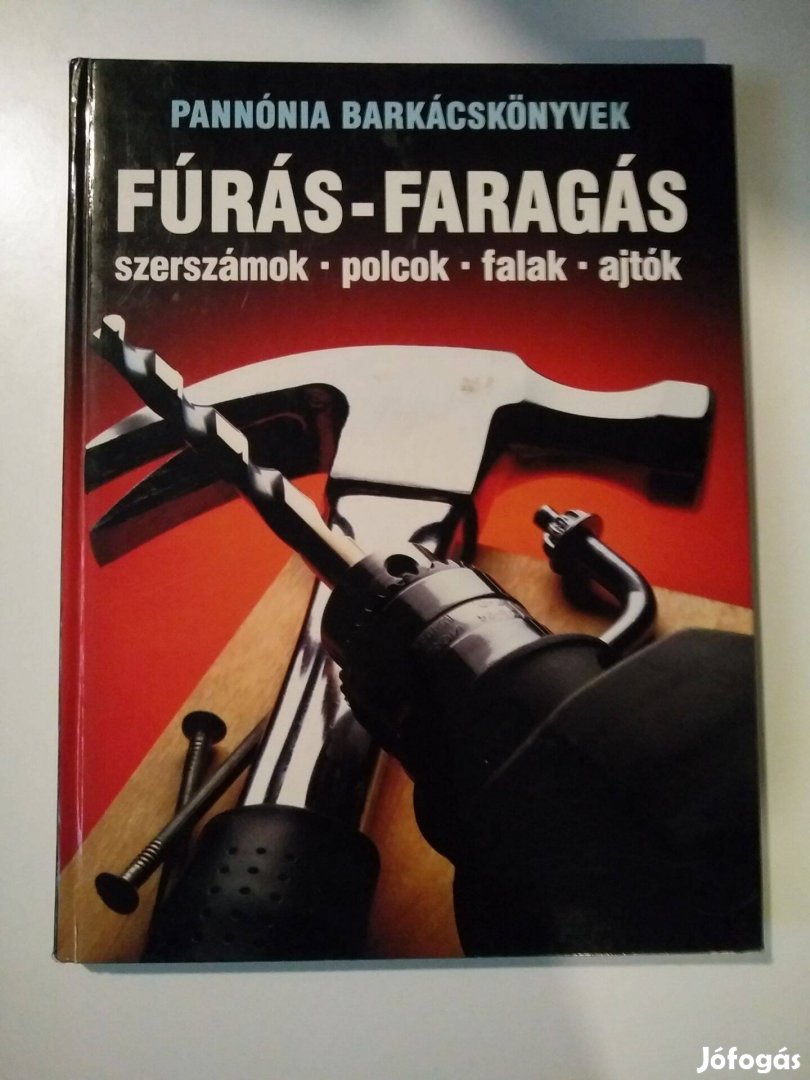 PANNÓNIA BARKÁCSKÖNYVEK
FÚRÁS-FARAGÁS
szerszámok · polcok · falak · ajtók
Jófogás